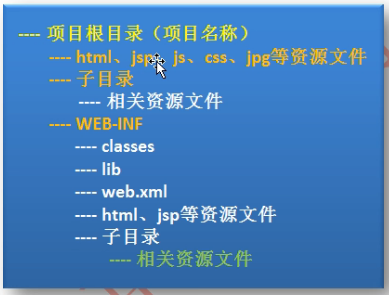 ---- 项目根目录（项目名称）
---- html、jsp、js、css、jpg等资源文件
---- 子目录
---- 相关资源文件
---- WEB-INF
---- classes
---- lib
---- web.xml
---- html、jsp等资源文件
---- 子目录
---- 相关资源文件